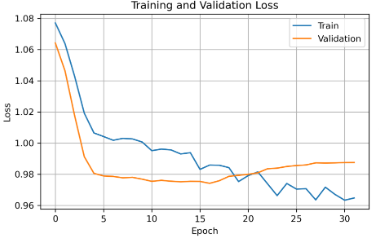 Training and Validation Loss
1.08
1.06
1.04
1.02
1.00
0.98
0.96
Loss
Train
Validation
0 5 10 15 20 25 30
Epoch